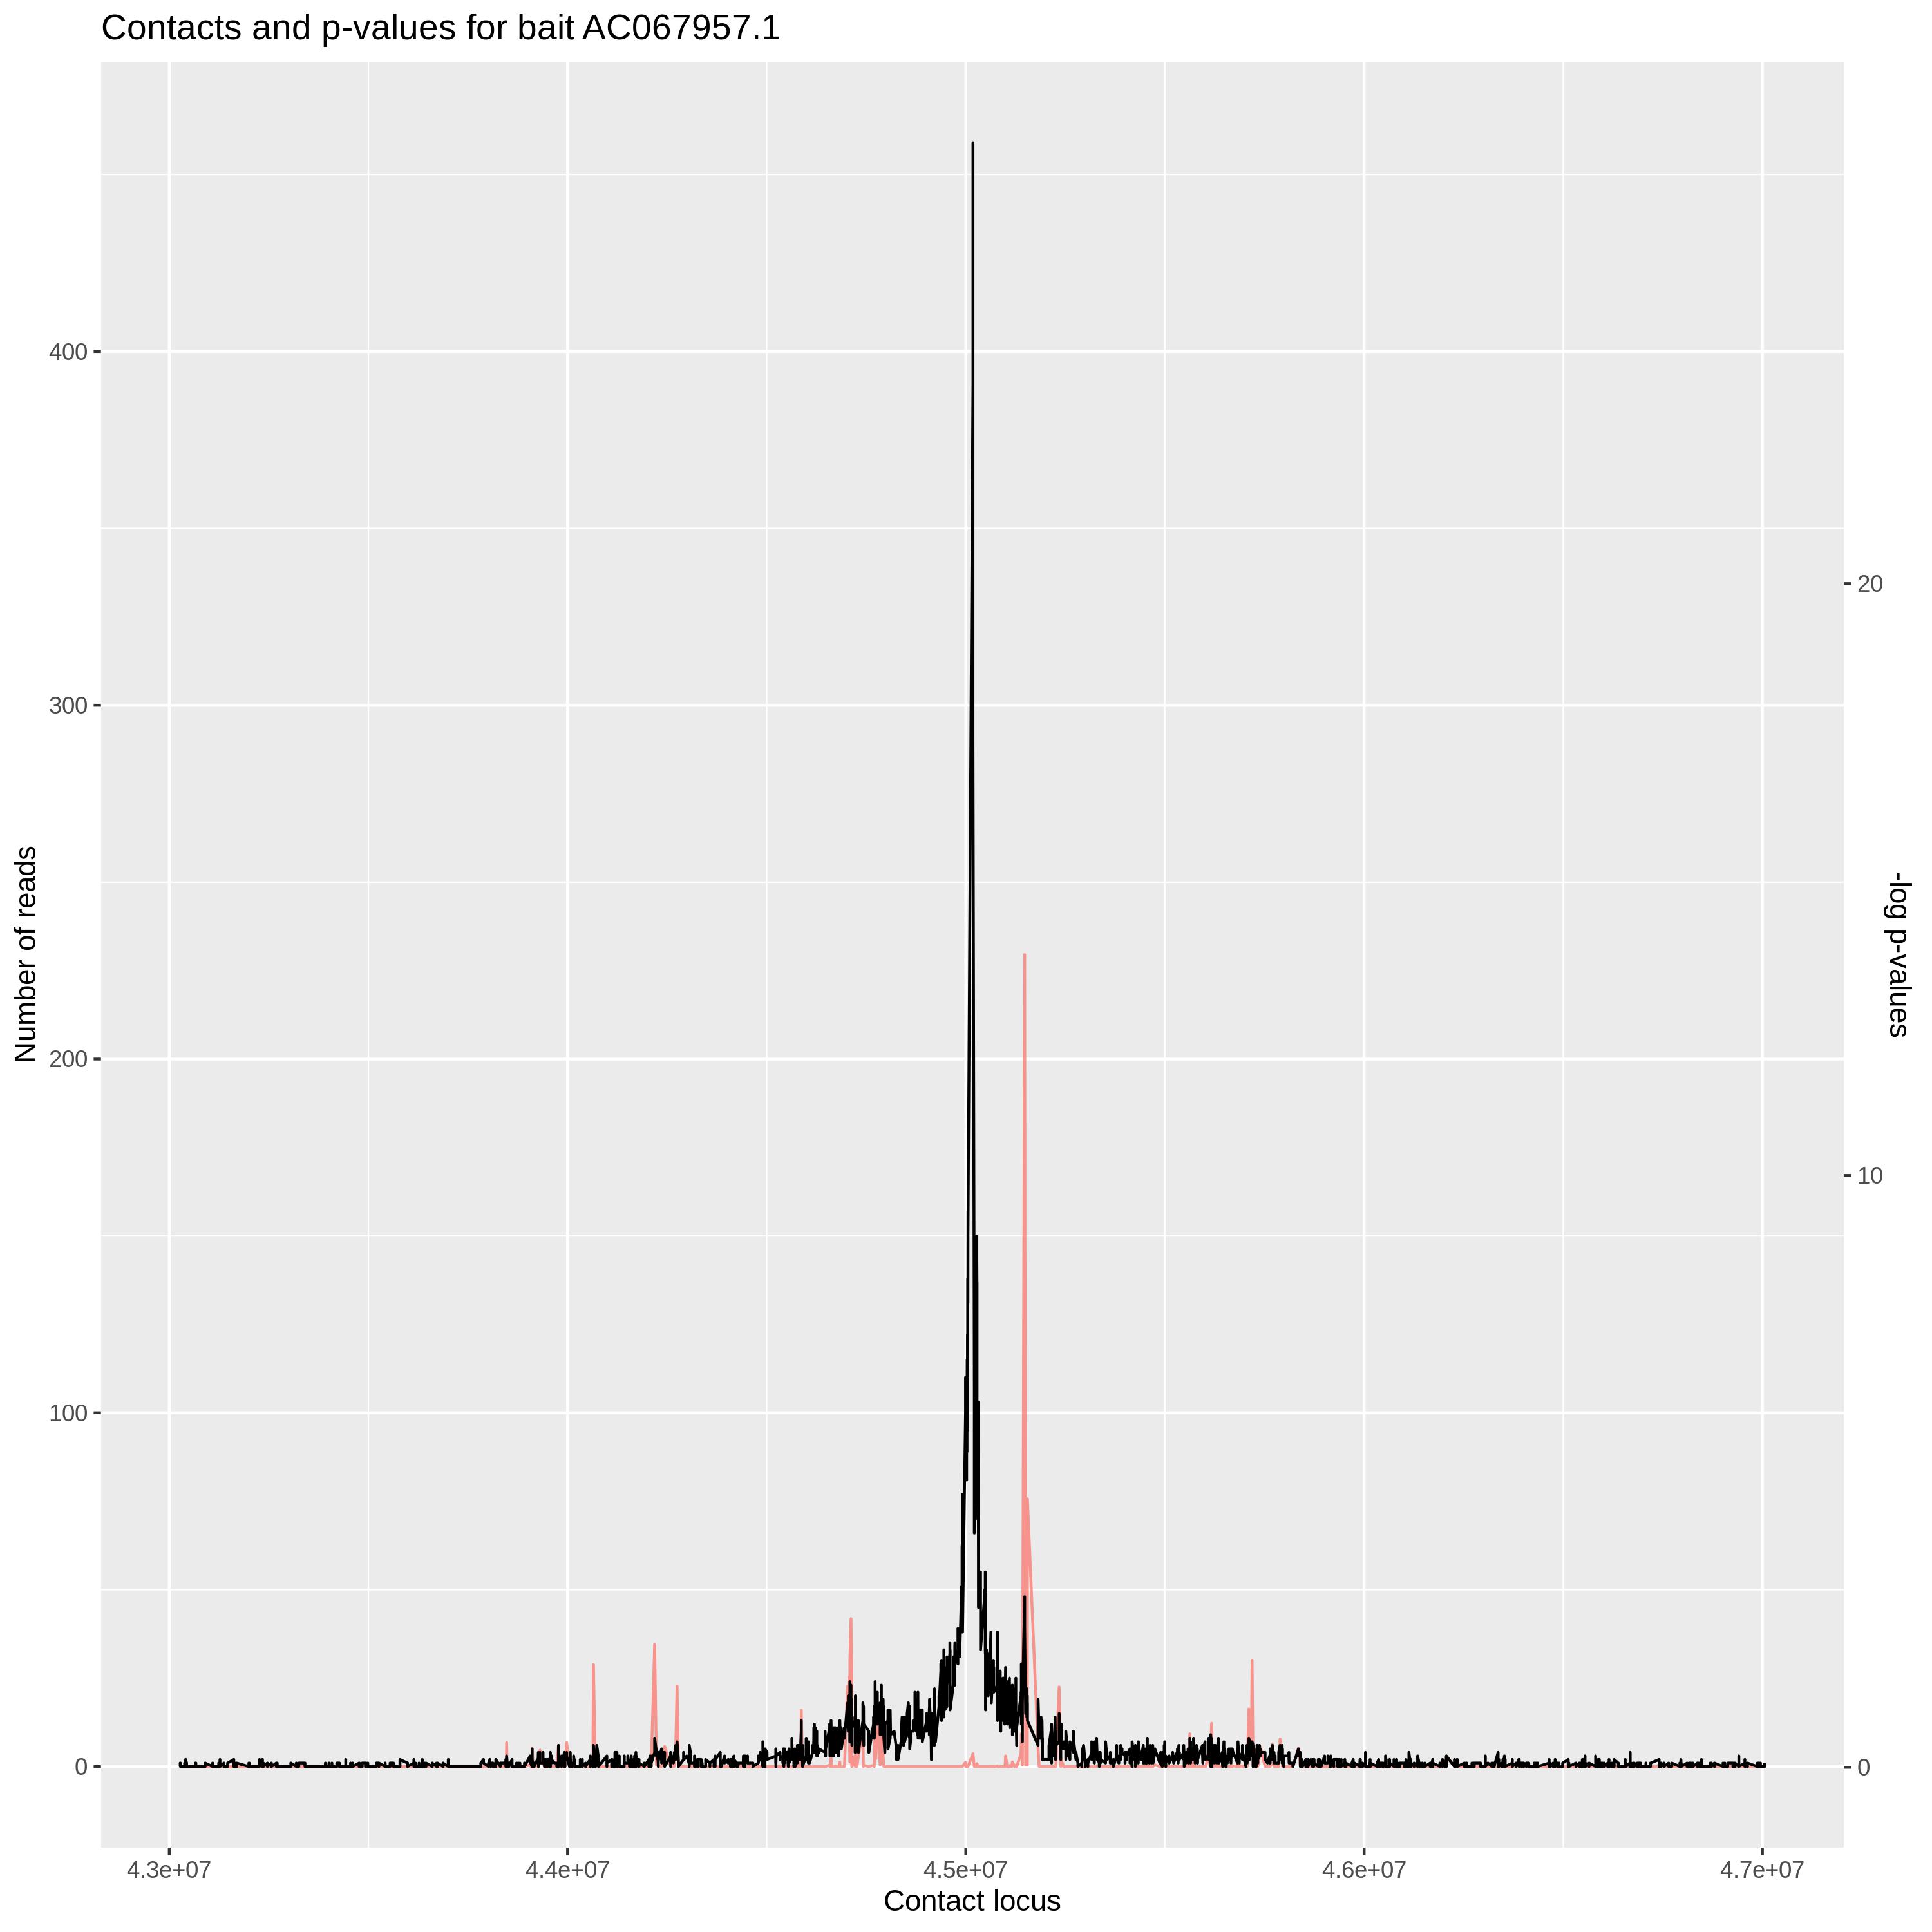 Contacts and p-values for bait AC067957.1
400
300
200
100
0
Number of reads
20
10
0
-log p-values
4.3e+07
4.4e+07
4.5e+07
4.6e+07
4.7e+07
Contact locus